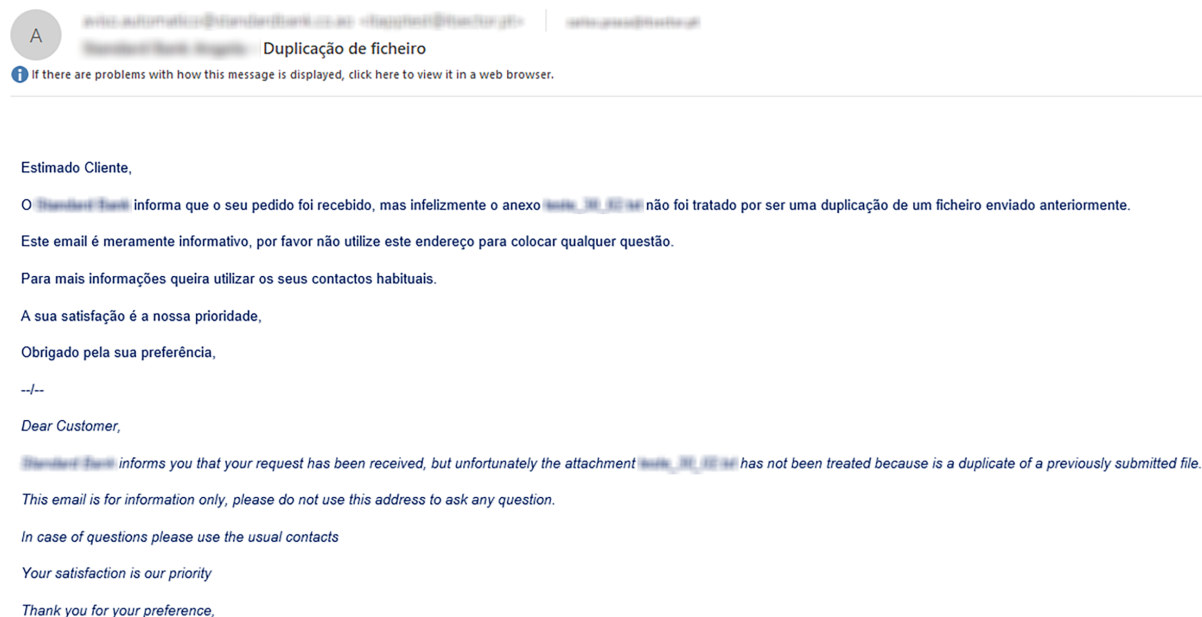 A
Duplicação de ficheiro
If there are problems with how this message is displayed, click here to view it in a web browser.
Estimado Cliente,
O informa que o seu pedido foi recebido, mas infelizmente o anexo não foi tratado por ser uma duplicação de um ficheiro enviado anteriormente.
Este email é meramente informativo, por favor não utilize este endereço para colocar qualquer questão.
Para mais informações queira utilizar os seus contactos habituais.
A sua satisfação é a nossa prioridade,
Obrigado pela sua preferência,
--/--
Dear Customer,
informs you that your request has been received, but unfortunately the attachment has not been treated because is a duplicate of a previously submitted file.
This email is for information only, please do not use this address to ask any question.
In case of questions please use the usual contacts
Your satisfaction is our priority
Thank you for your preference,